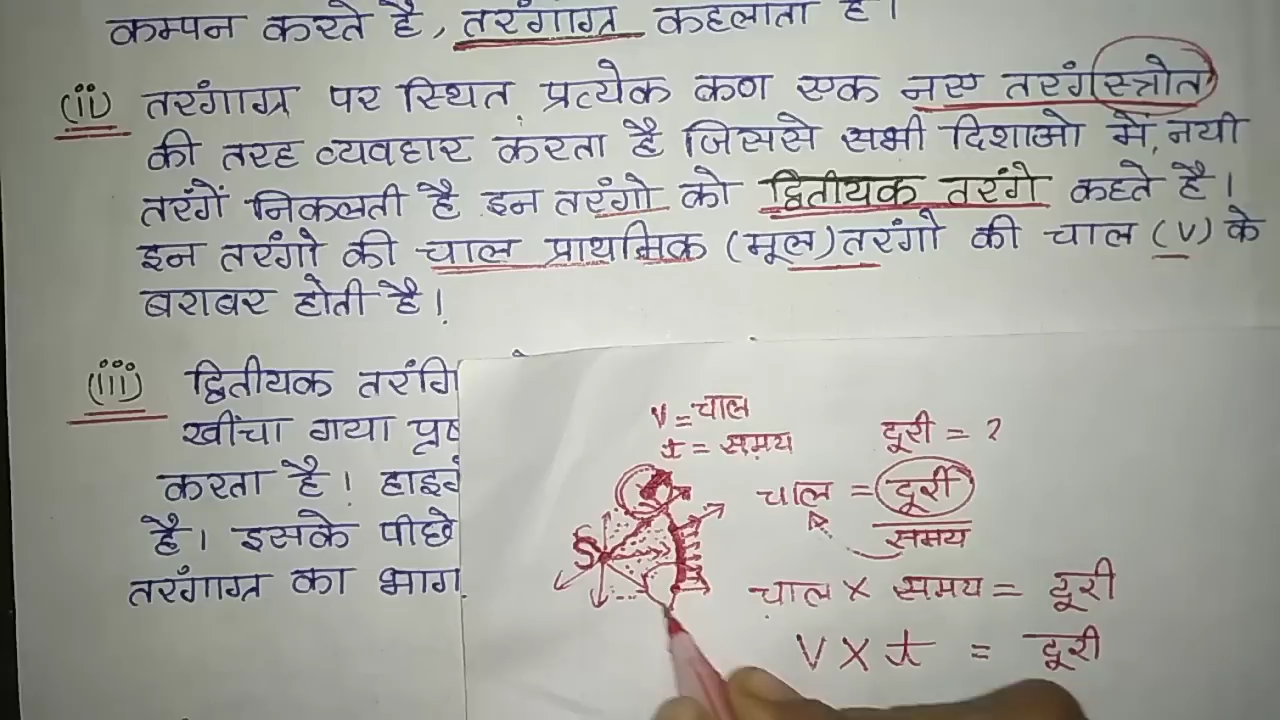 कम्पन करते है, तरंगाग्र कहलाता है।
(ii) तरंगाग्र पर स्थित प्रत्येक कण एक नए तरंगस्त्रोत
की तरह व्यवहार करता है जिससे सभी दिशाओ में नयी
तरंगें निकलती है इन तरंगो को द्वितीयक तरंगे कहते है।
इन तरंगो की चाल प्राथमिक (मूल) तरंगो की चाल (v) के
बराबर होती है।
(iii) द्वितीयक तरंगि
खींचा गया पृष
करता है। हाइ
है। इसके पीछे
तरंगाग्र का भाग
v = चाल
t = समय
S
दूरी = ?
चाल = दूरी
समय
चाल × समय = दूरी
V × t = दूरी